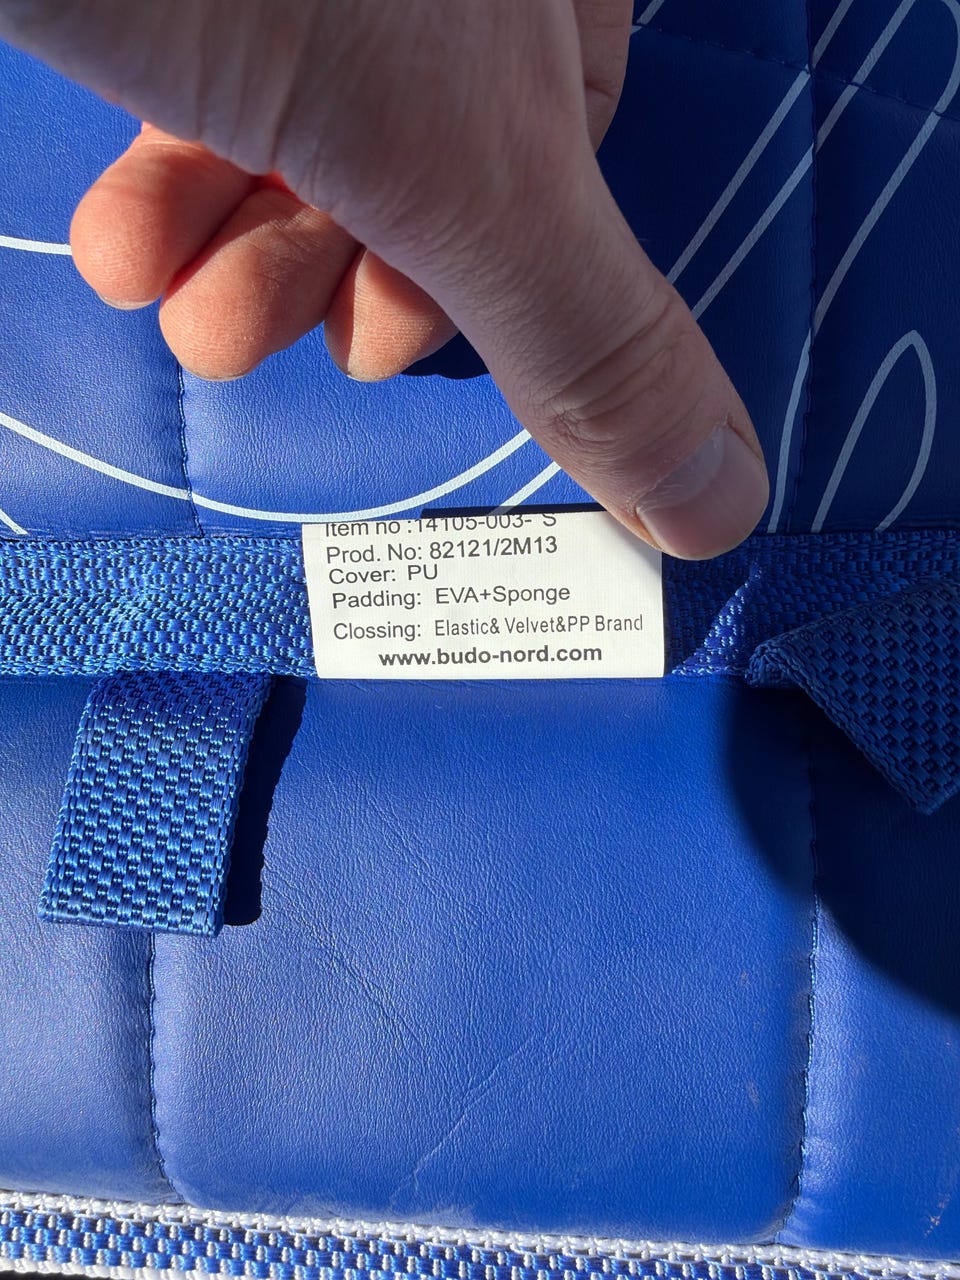 Item no :14105-003- S
Prod. No: 82121/2M13
Cover: PU
Padding: EVA+Sponge
Clossing: Elastic& Velvet&PP Brand
www.budo-nord.com